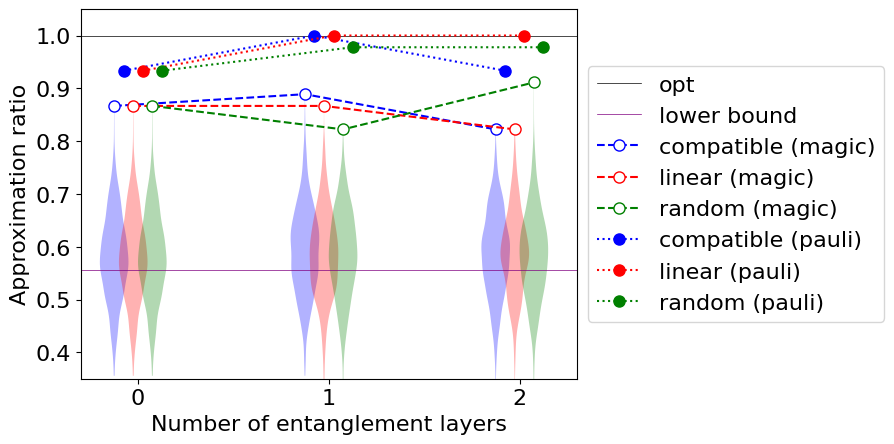 Approximation ratio
1.0
0.9
0.8
0.7
0.6
0.5
0.4
0
1
2
Number of entanglement layers
opt
lower bound
compatible (magic)
linear (magic)
random (magic)
compatible (pauli)
linear (pauli)
random (pauli)